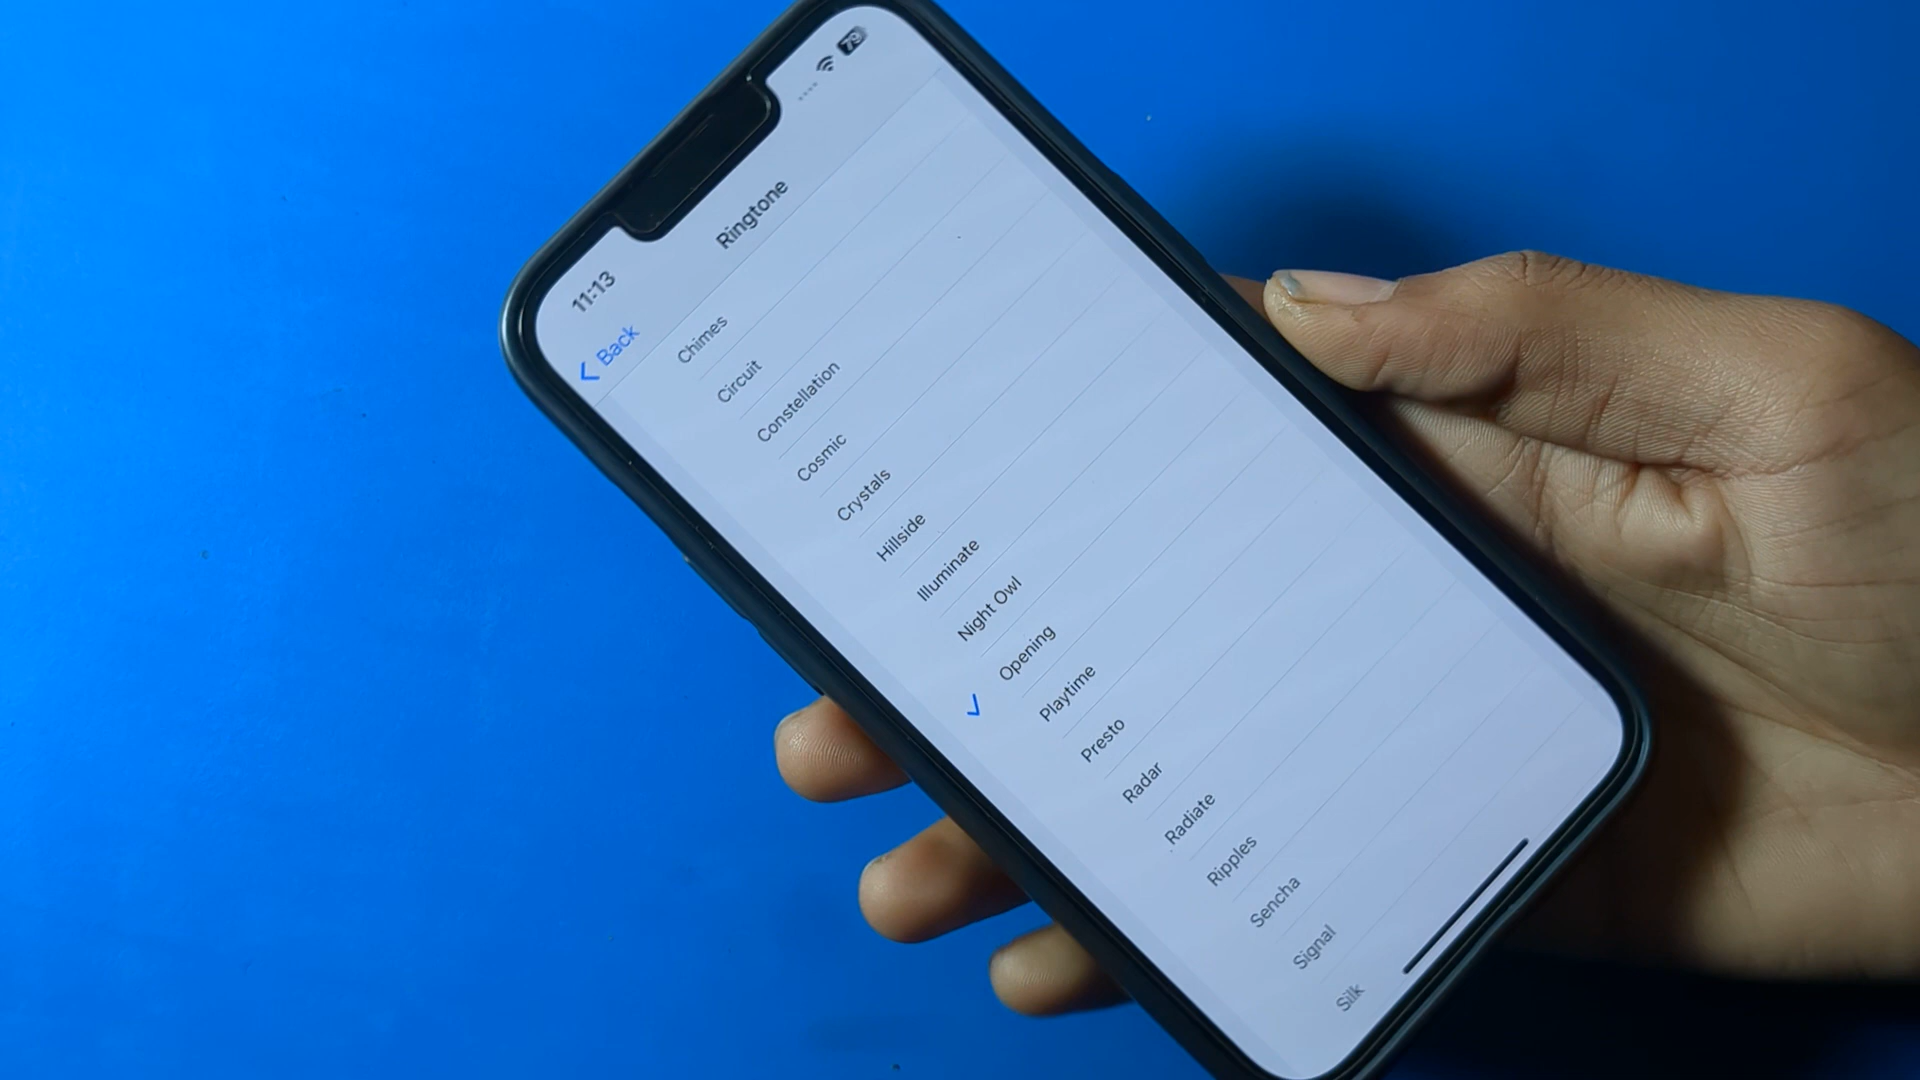 11:13
79
Back
Ringtone
Chimes
Circuit
Constellation
Cosmic
Crystals
Hillside
Illuminate
Night Owl
Opening
Playtime
Presto
Radar
Radiate
Ripples
Sencha
Signal
Silk